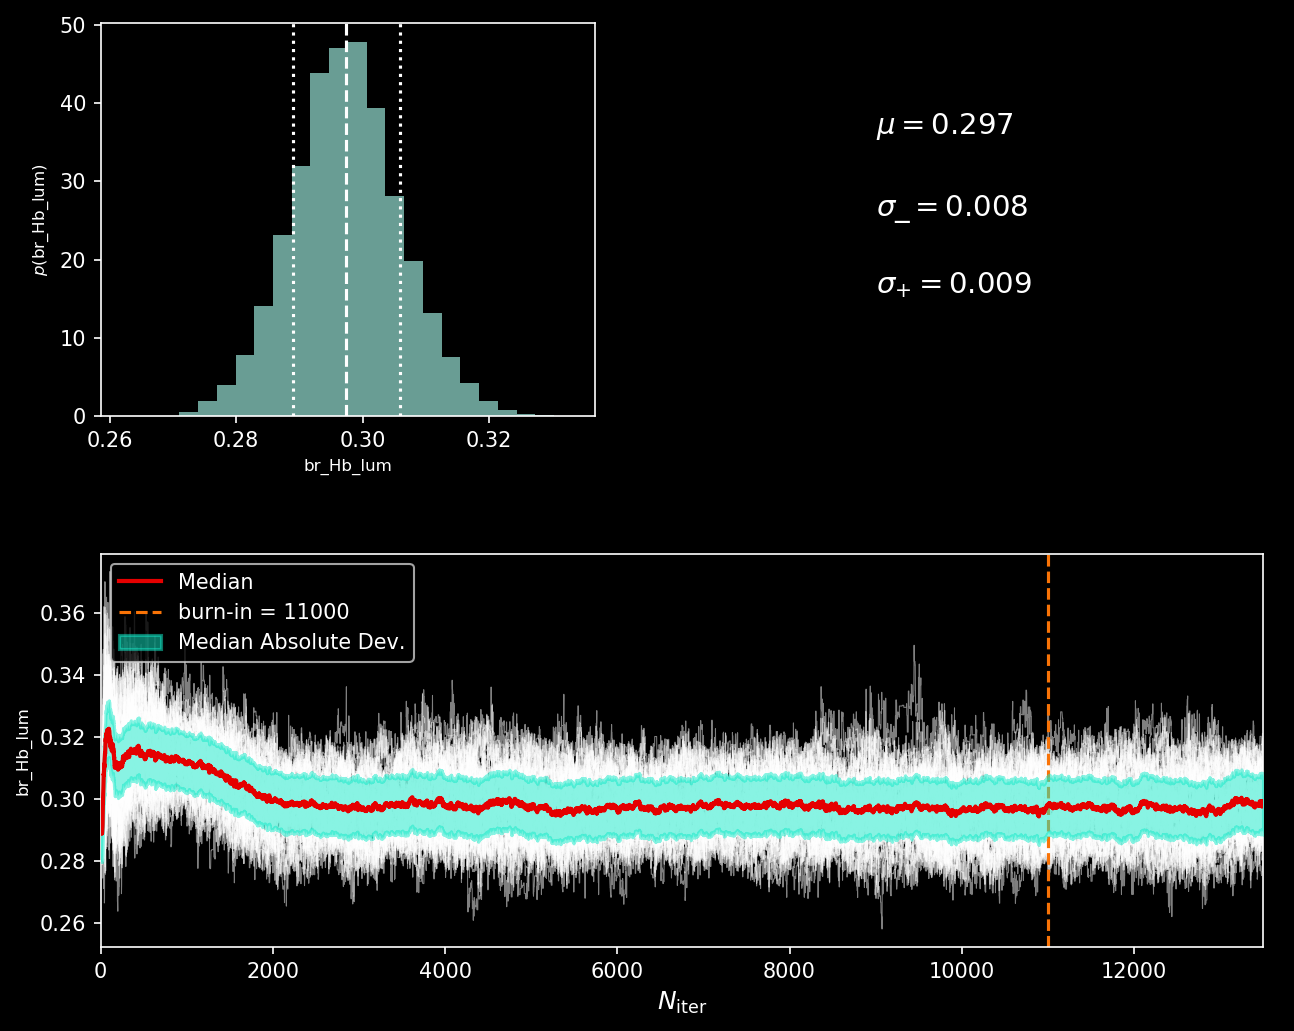 50
40
30
20
10
0
p(br_Hb_lum)
0.26 0.28 0.30 0.32
br_Hb_lum
μ = 0.297
σ_ = 0.008
σ+ = 0.009
Median
burn-in = 11000
Median Absolute Dev.
0.36
0.34
0.32
0.30
0.28
0.26
br_Hb_lum
0 2000 4000 6000 8000 10000 12000
Niter